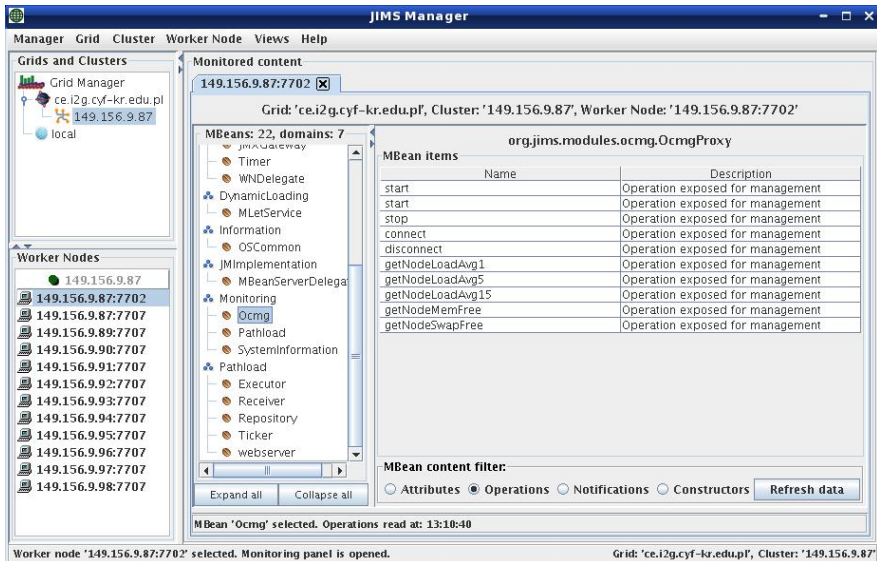 JIMS Manager
Manager Grid Cluster Worker Node Views Help
Grids and Clusters
Grid Manager
ce.i2g.cyf-kr.edu.pl
149.156.9.87
local
Worker Nodes
149.156.9.87
149.156.9.87:7702
149.156.9.87:7707
149.156.9.89:7707
149.156.9.90:7707
149.156.9.91:7707
149.156.9.92:7707
149.156.9.93:7707
149.156.9.94:7707
149.156.9.95:7707
149.156.9.96:7707
149.156.9.97:7707
149.156.9.98:7707
Monitored content
149.156.9.87:7702
Grid: 'ce.i2g.cyf-kr.edu.pl', Cluster: '149.156.9.87', Worker Node: '149.156.9.87:7702'
MBeans: 22, domains: 7
JMXGateway
Timer
WNDelegate
DynamicLoading
MLetService
Information
OSCommon
JMImplementation
MBeanServerDelega
Monitoring
Ocmg
Pathload
SystemInformation
Pathload
Executor
Receiver
Repository
Ticker
webserver
Expand all Collapse all
org.jims.modules.ocmg.OcmgProxy
MBean items
Name Description
start Operation exposed for management
start Operation exposed for management
stop Operation exposed for management
connect Operation exposed for management
disconnect Operation exposed for management
getNodeLoadAvg1 Operation exposed for management
getNodeLoadAvg5 Operation exposed for management
getNodeLoadAvg15 Operation exposed for management
getNodeMemFree Operation exposed for management
getNodeSwapFree Operation exposed for management
MBean content filter:
Attributes Operations Notifications Constructors Refresh data
MBean 'Ocmg' selected. Operations read at: 13:10:40
Worker node '149.156.9.87:7702' selected. Monitoring panel is opened. Grid: 'ce.i2g.cyf-kr.edu.pl', Cluster: '149.156.9.87'